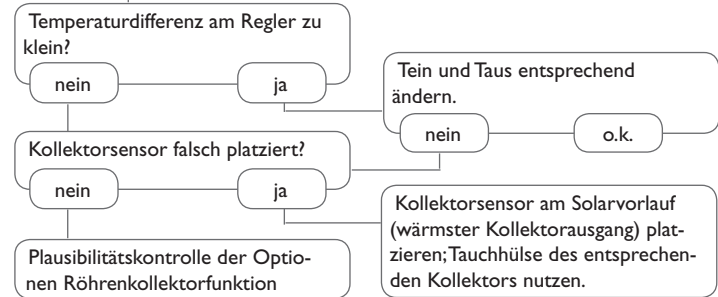 Temperaturdifferenz am Regler zu
klein?
nein
ja
Tein und Taus entsprechend
ändern.
nein
o.k.
Kollektorsensor falsch platziert?
nein
ja
Kollektorsensor am Solarvorlauf
(wärmster Kollektorausgang) plat-
zieren;Tauchhülse des entsprechen-
den Kollektors nutzen.
Plausibilitätskontrolle der Optio-
nen Röhrenkollektorfunktion